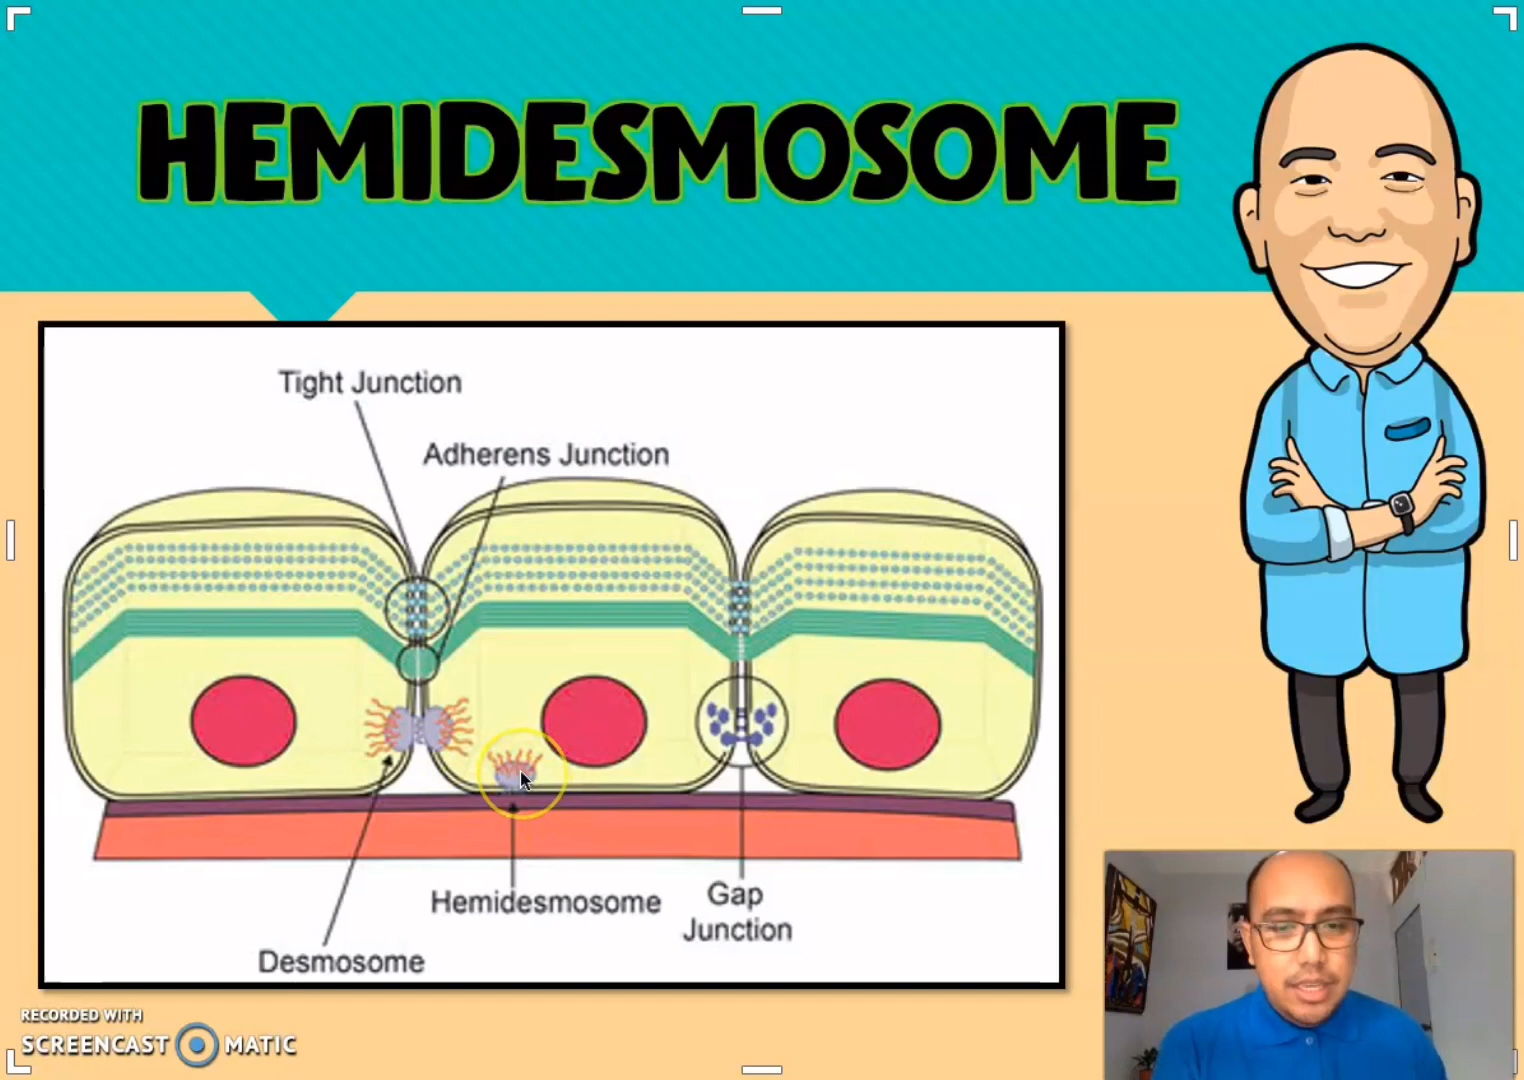 HEMIDESMOSOME
Tight Junction
Adherens Junction
Hemidesmosome
Gap
Junction
Desmosome
RECORDED WITH
SCREENCAST MATIC